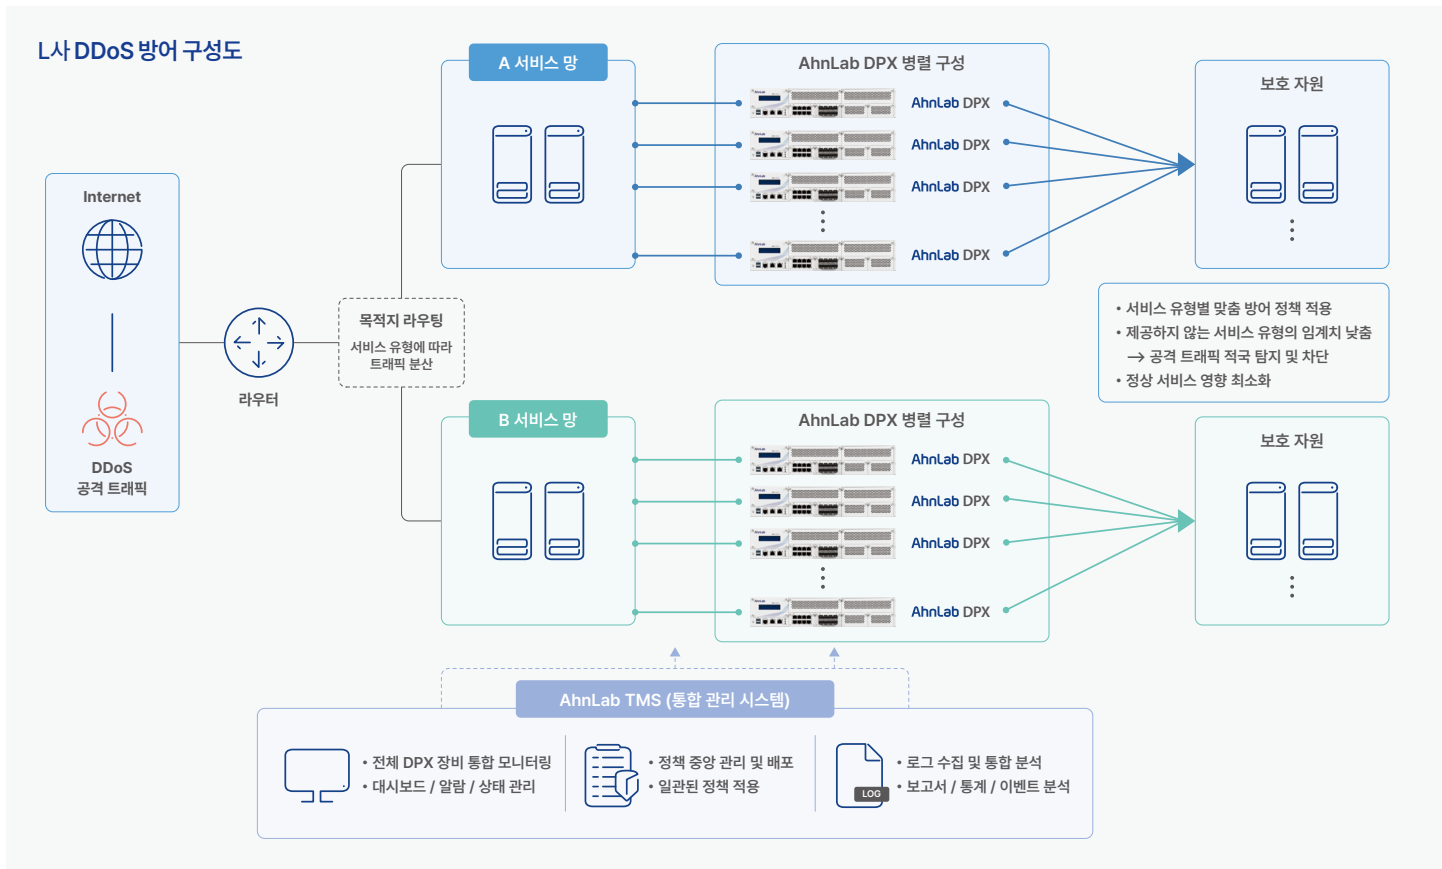 L사 DDoS 방어 구성도
Internet
DDoS
공격 트래픽
라우터
목적지 라우팅
서비스 유형에 따라
트래픽 분산
A 서비스 망
AhnLab DPX 병렬 구성
AhnLab DPX
AhnLab DPX
AhnLab DPX
AhnLab DPX
보호 자원
• 서비스 유형별 맞춤 방어 정책 적용
• 제공하지 않는 서비스 유형의 임계치 낮춤
→ 공격 트래픽 적국 탐지 및 차단
• 정상 서비스 영향 최소화
B 서비스 망
AhnLab DPX 병렬 구성
AhnLab DPX
AhnLab DPX
AhnLab DPX
AhnLab DPX
보호 자원
AhnLab TMS (통합 관리 시스템)
• 전체 DPX 장비 통합 모니터링
• 대시보드 / 알람 / 상태 관리
• 정책 중앙 관리 및 배포
• 일관된 정책 적용
LOG
• 로그 수집 및 통합 분석
• 보고서 / 통계 / 이벤트 분석